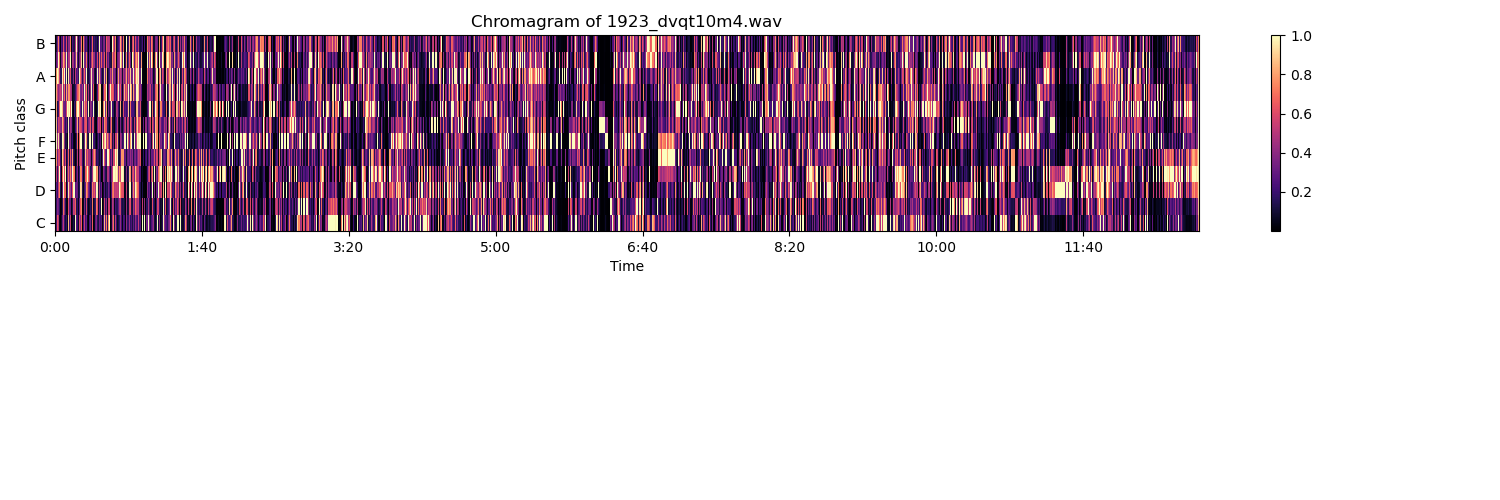 Chromagram of 1923_dvqt10m4.wav
B
A
G
F
E
D
C
Pitch class
0:00 1:40 3:20 5:00 6:40 8:20 10:00 11:40
Time
1.0
0.8
0.6
0.4
0.2